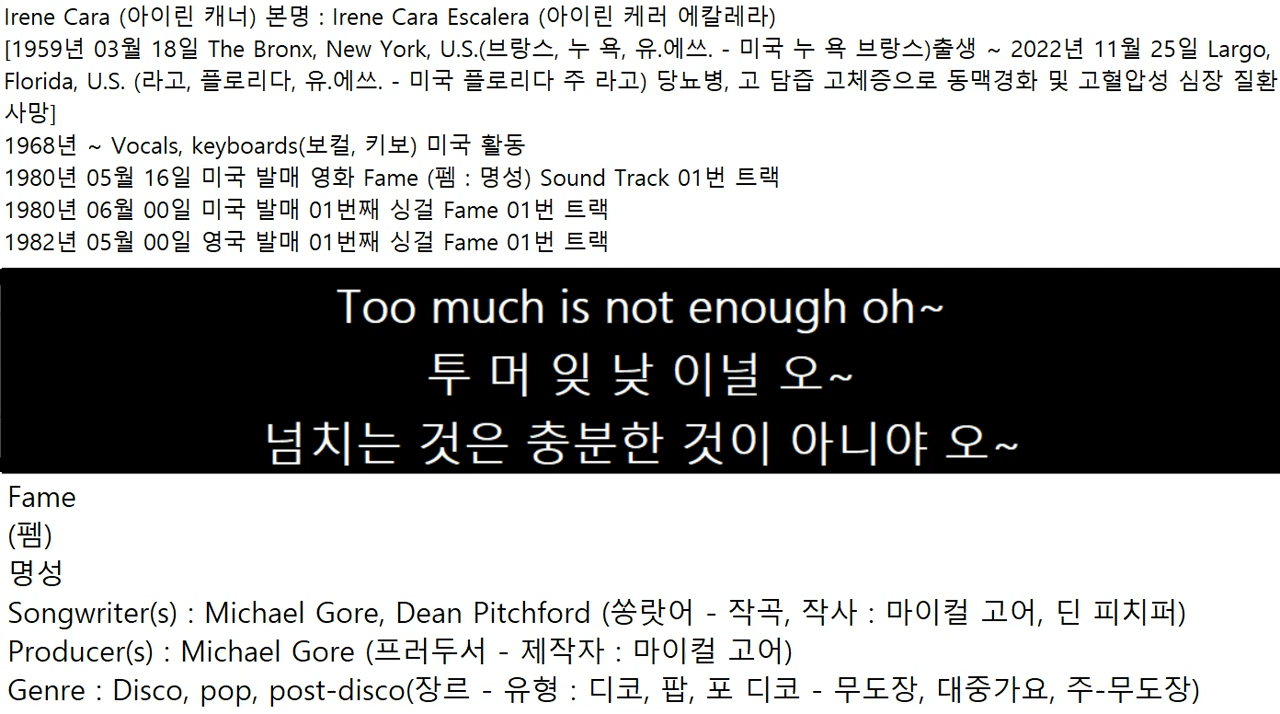 Irene Cara (아이린 캐너) 본명 : Irene Cara Escalera (아이린 케러 에칼레라)
[1959년 03월 18일 The Bronx, New York, U.S.(브랑스, 누 욕, 유.에쓰. - 미국 누 욕 브랑스)출생 ~ 2022년 11월 25일 Largo,
Florida, U.S. (라고, 플로리다, 유.에쓰. - 미국 플로리다 주 라고) 당뇨병, 고 담즙 고체증으로 동맥경화 및 고혈압성 심장 질환
사망]
1968년 ~ Vocals, keyboards(보컬, 키보) 미국 활동
1980년 05월 16일 미국 발매 영화 Fame (펨 : 명성) Sound Track 01번 트랙
1980년 06월 00일 미국 발매 01번째 싱걸 Fame 01번 트랙
1982년 05월 00일 영국 발매 01번째 싱걸 Fame 01번 트랙
Too much is not enough oh~
투 머 잊 낮 이널 오~
넘치는 것은 충분한 것이 아니야 오~
Fame
(펨)
명성
Songwriter(s) : Michael Gore, Dean Pitchford (쏭랏어 - 작곡, 작사 : 마이컬 고어, 딘 피치퍼)
Producer(s) : Michael Gore (프러두서 - 제작자 : 마이컬 고어)
Genre : Disco, pop, post-disco(장르 - 유형 : 디코, 팝, 포 디코 - 무도장, 대중가요, 주-무도장)